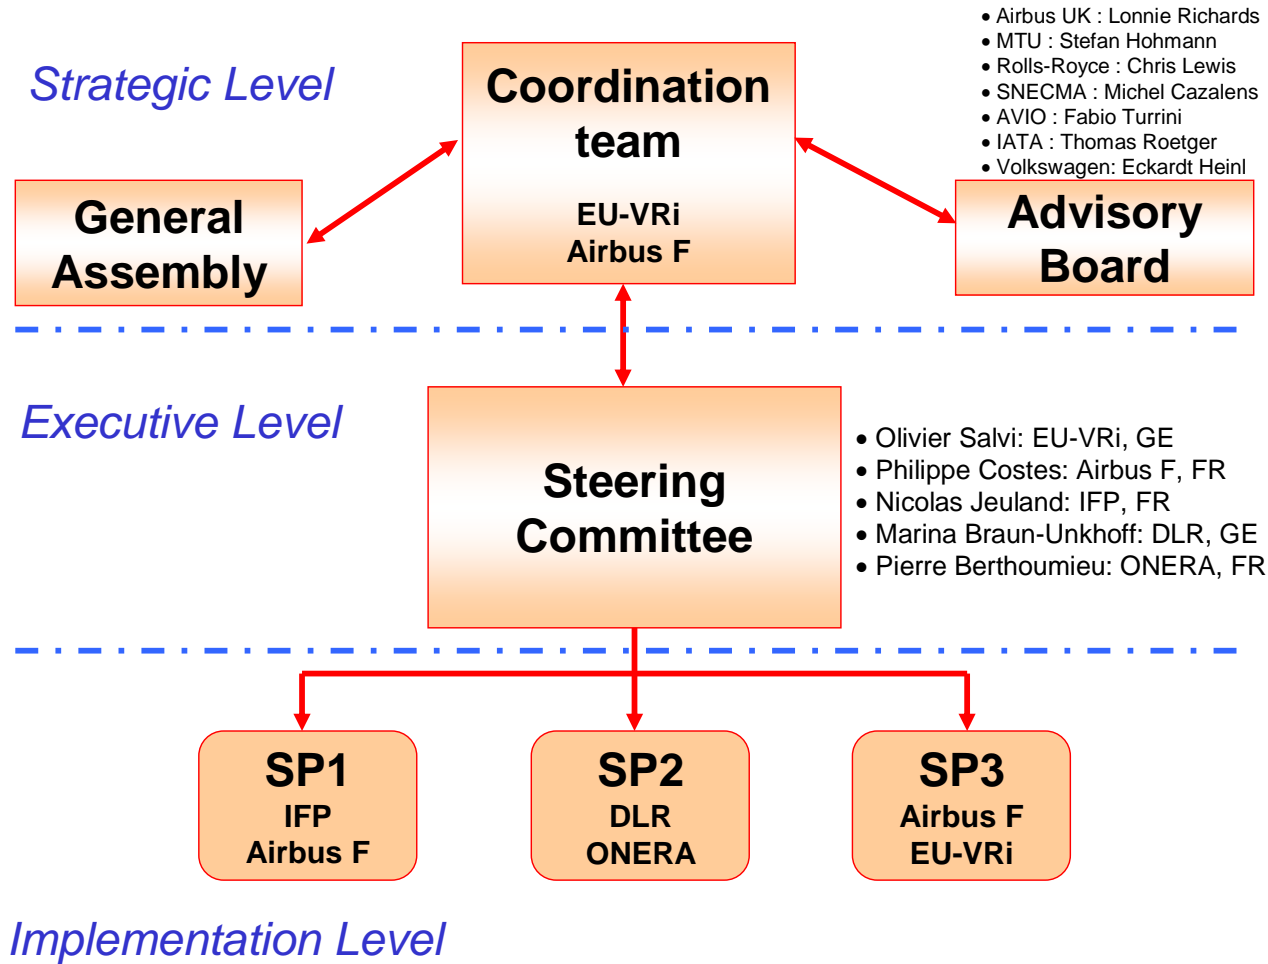 Strategic Level
• Airbus UK : Lonnie Richards
• MTU : Stefan Hohmann
• Rolls-Royce : Chris Lewis
• SNECMA : Michel Cazalens
• AVIO : Fabio Turrini
• IATA : Thomas Roetger
• Volkswagen: Eckardt Heinl
Coordination
team
EU-VRi
Airbus F
General
Assembly
Advisory
Board
Executive Level
Steering
Committee
• Olivier Salvi: EU-VRi, GE
• Philippe Costes: Airbus F, FR
• Nicolas Jeuland: IFP, FR
• Marina Braun-Unkhoff: DLR, GE
• Pierre Berthoumieu: ONERA, FR
SP1
IFP
Airbus F
SP2
DLR
ONERA
SP3
Airbus F
EU-VRi
Implementation Level